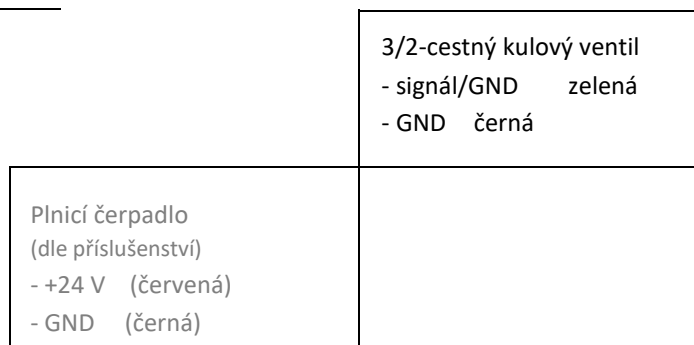 3/2-cestný kulový ventil
- signál/GND zelená
- GND černá
Plnicí čerpadlo
(dle příslušenství)
- +24 V (červená)
- GND (černá)